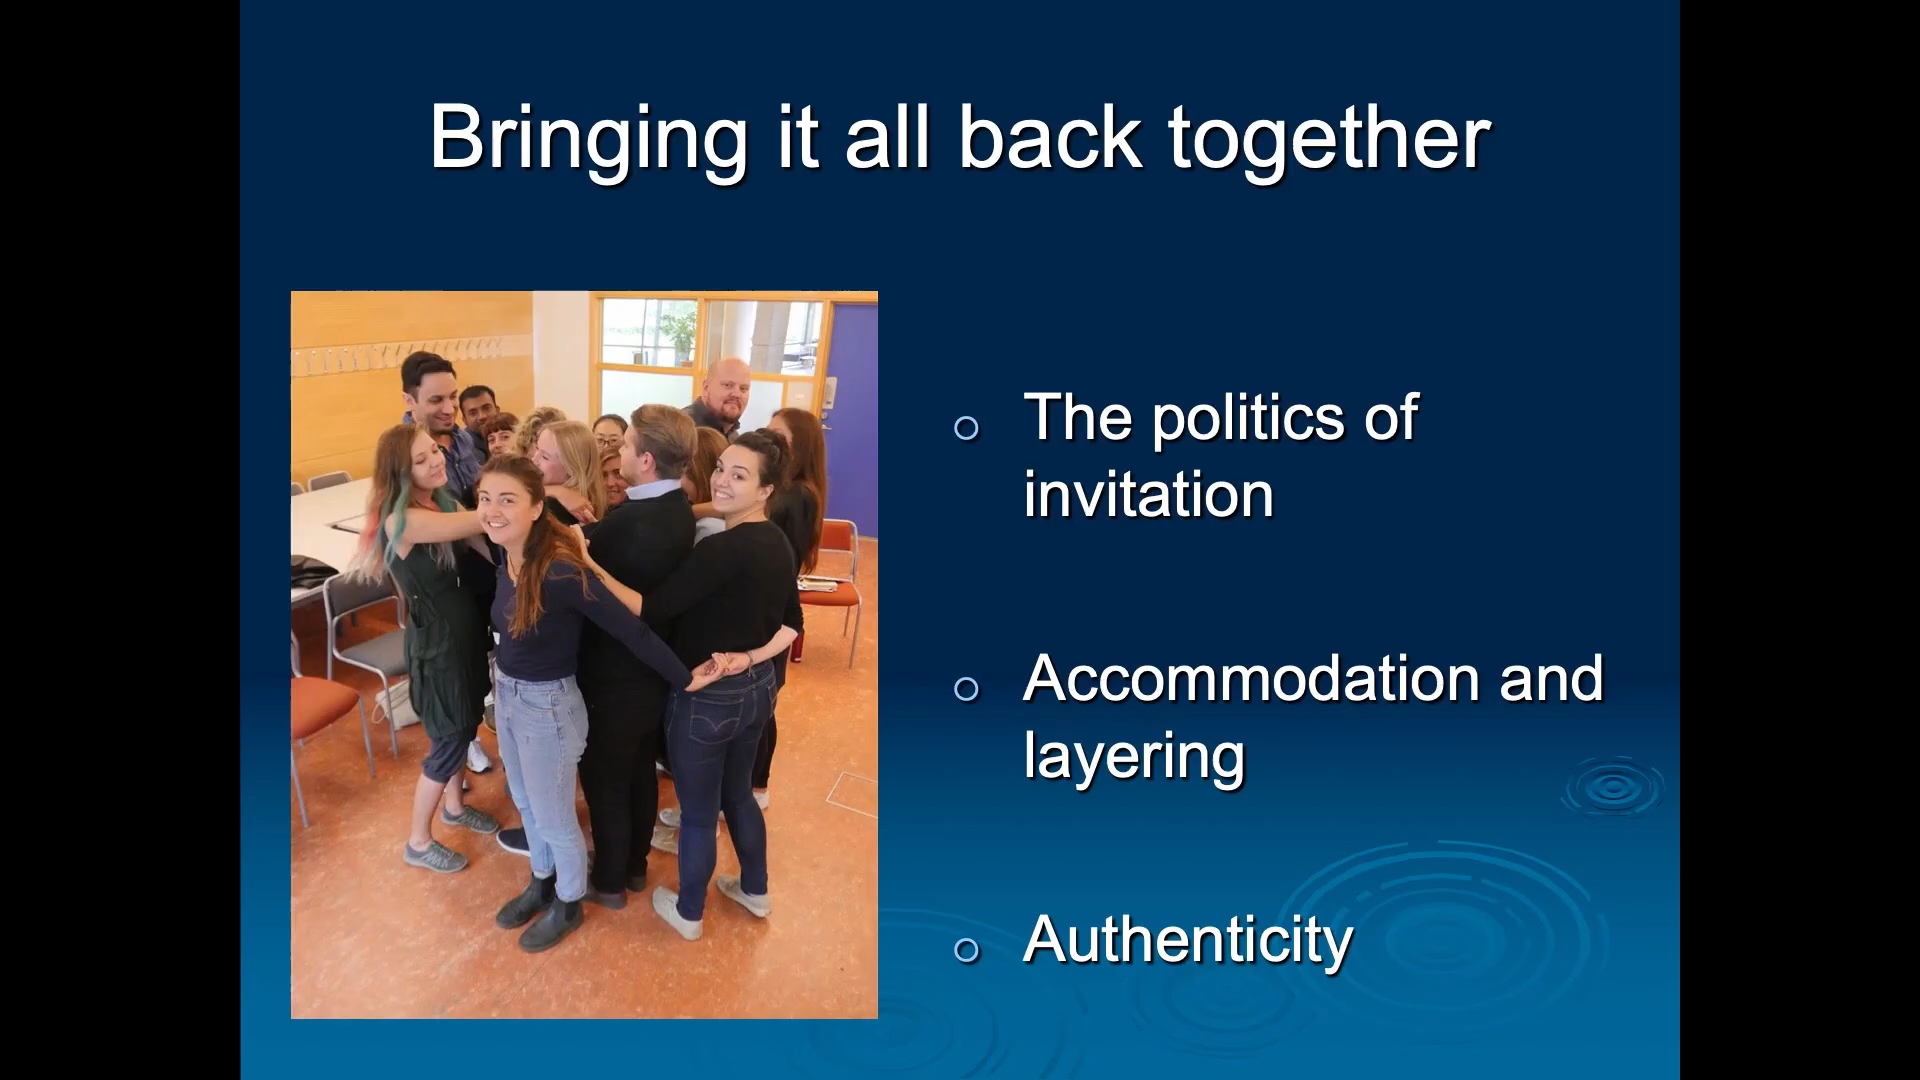 Bringing it all back together
The politics of
invitation
Accommodation and
layering
Authenticity